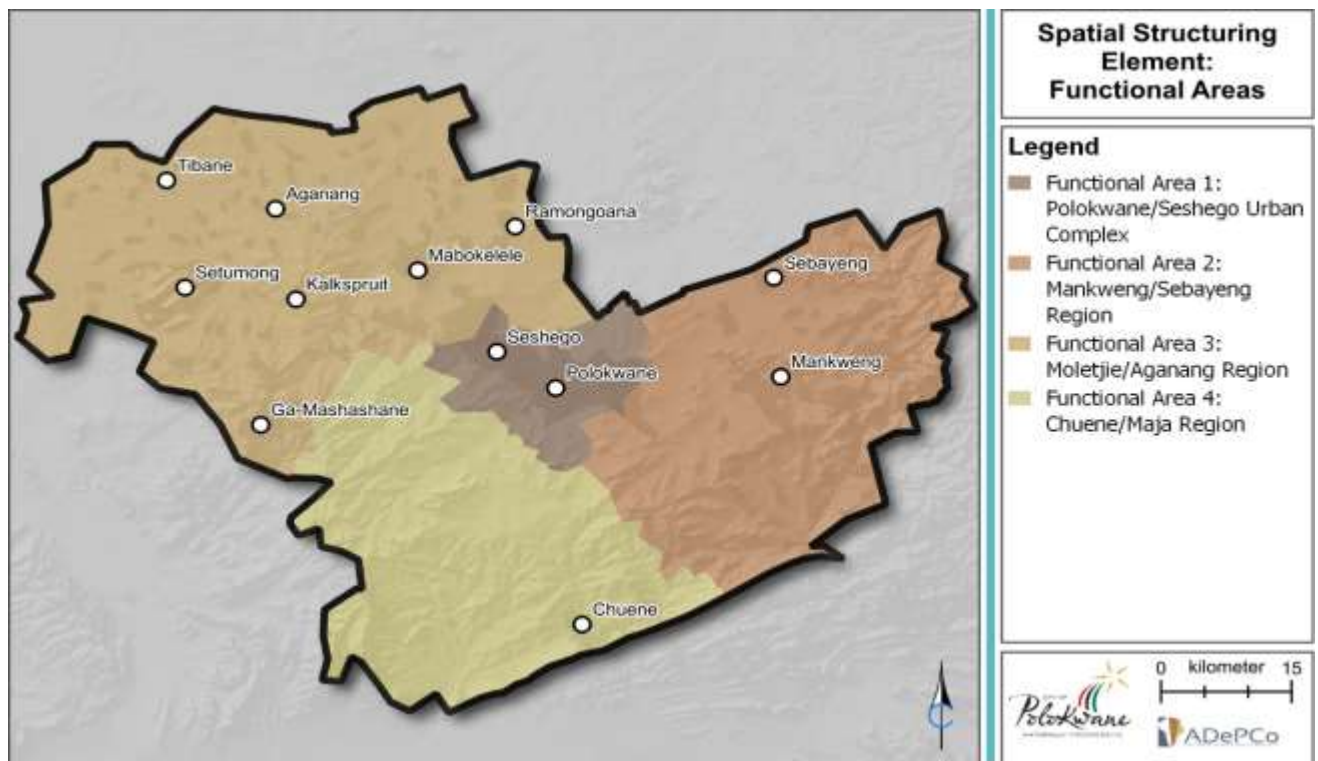 Tibane
Aganang
Ramongoana
Mabokelele
Sebayeng
Setumong
Kalkspruit
Seshego
Polokwane
Mankweng
Ga-Mashashane
Chuene
Spatial Structuring
Element:
Functional Areas
Legend
Functional Area 1:
Polokwane/Seshego Urban
Complex
Functional Area 2:
Mankweng/Sebayeng
Region
Functional Area 3:
Moletjie/Aganang Region
Functional Area 4:
Chuene/Maja Region
0 kilometer 15
Polokwane
ADePCo